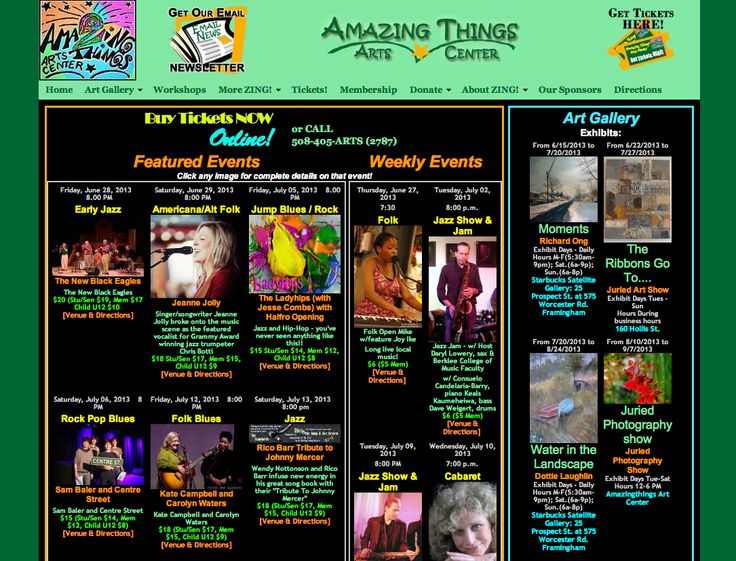 AMAZING
THINGS
ARTS
CENTER
2
GET OUR EMAIL
EMAIL
NEWS
NEWSLETTER
AMAZING THINGS
ARTS CENTER
GET TICKETS
HERE!
Home Art Gallery Workshops More ZING! Tickets! Membership Donate About ZING! Our Sponsors Directions
Buy Tickets NOW
Online!
or CALL
508-405-ARTS (2787)
Featured Events
Weekly Events
Click any image for complete details on that event!
Friday, June 28, 2013
8.00 PM
Early Jazz
The New Black Eagles
The New Black Eagles
$20 (Stu/Sen $19, Mem $17
Child U12 $10
[Venue & Directions]
Saturday, June 29, 2013
8:00 PM
Americana/Alt Folk
Jeanne Jolly
Singer/songwriter Jeanne
Jolly broke onto the music
scene as the featured
vocalist for Grammy Award
winning jazz trumpeter
Chris Botti
$18 (Stu/Sen $17, Mem $15,
Child U12 $9
[Venue & Directions]
Friday, July 05, 2013 8.00
PM
Jump Blues / Rock
The Ladyhips (with
Jesse Combs) with
Halfro Opening
Jazz and Hip-Hop - you've
never seen anything like
this!!
$15 Stu/Sen $14, Mem $12,
Child U12 $8
[Venue & Directions]
Thursday, June 27,
2013
7:30
Folk
Folk Open Mike
w/feature Joy Ike
Long live local
music!
$6 ($5 Mem)
[Venue &
Directions]
Tuesday, July 02,
2013
8:00 p.m.
Jazz Show &
Jam
Jazz Jam - w/ Host
Daryl Lowery, sax &
Berklee College of
Music Faculty
w/ Consuelo
Candelaria-Barry,
piano Keala
Kaumeheiwa, bass
Dave Weigert, drums
$6 ($5 Mem)
[Venue &
Directions]
Saturday, July 06, 2013 8
PM
Rock Pop Blues
CENTRE ST
Sam Baler and Centre
Street
$15 (Stu/Sen $14, Mem
$12, Child U12 $8)
[Venue & Directions]
Friday, July 12, 2013 8:00
pm
Folk Blues
Kate Campbell and
Carolyn Waters
Kate Campbell and Carolyn
Waters
$18 (Stu/Sen $17, Mem
$15, Child U12 $9)
[Venue & Directions]
Saturday, July 13, 2013
8:00 pm
Jazz
Rico Barr Tribute to
Johnny Mercer
Wendy Nottonson and Rico
Barr infuse new energy in
his great song book with
their "Tribute To Johnny
Mercer"
$18 (Stu/Sen $17, Mem
$15, Child U12 $9)
[Venue & Directions]
Tuesday, July 09, 2013
8:00 PM
Jazz Show &
Jam
Wednesday, July 10,
2013
7:00 p.m.
Cabaret
Art Gallery
Exhibits:
From 6/15/2013 to
7/20/2013
Moments
Richard Ong
Exhibit Days - Daily
Hours M-F(5:30am-
9pm); Sat.(6a-9p);
Sun.(6a-8p)
Starbucks Satellite
Gallery: 25
Prospect St. at 575
Worcester Rd.
Framingham
From 6/22/2013 to
7/27/2013
The
Ribbons Go
To....
Juried Art Show
Exhibit Days Tues -
Sun
Hours During
business hours
160 Hollis St.
From 7/20/2013 to
8/24/2013
Water in the
Landscape
Dottie Laughlin
Exhibit Days - Daily
Hours M-F(5:30am-
9pm); Sat.(6a-9p);
Sun.(6a-8p)
Starbucks Satellite
Gallery: 25
Prospect St. at 575
Worcester Rd.
Framingham
From 8/10/2013 to
9/7/2013
Juried
Photography
show
Juried
Photography
Show
Exhibit Days Tue-Sat
Hours 12-6 PM
Amazingthings Art
Center